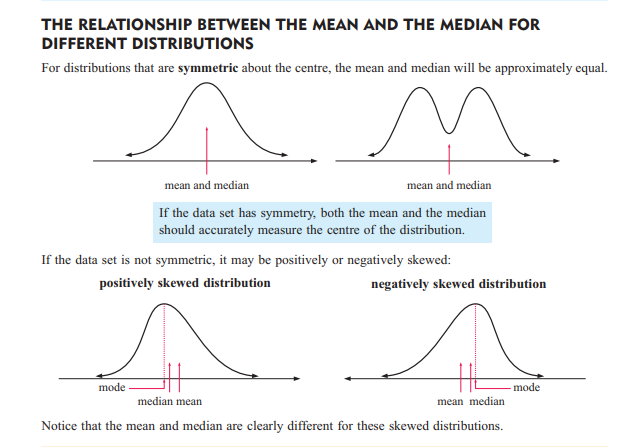 THE RELATIONSHIP BETWEEN THE MEAN AND THE MEDIAN FOR
DIFFERENT DISTRIBUTIONS
For distributions that are symmetric about the centre, the mean and median will be approximately equal.
mean and median
mean and median
If the data set has symmetry, both the mean and the median
should accurately measure the centre of the distribution.
If the data set is not symmetric, it may be positively or negatively skewed:
positively skewed distribution
negatively skewed distribution
mode
median mean
mode
mean median
Notice that the mean and median are clearly different for these skewed distributions.